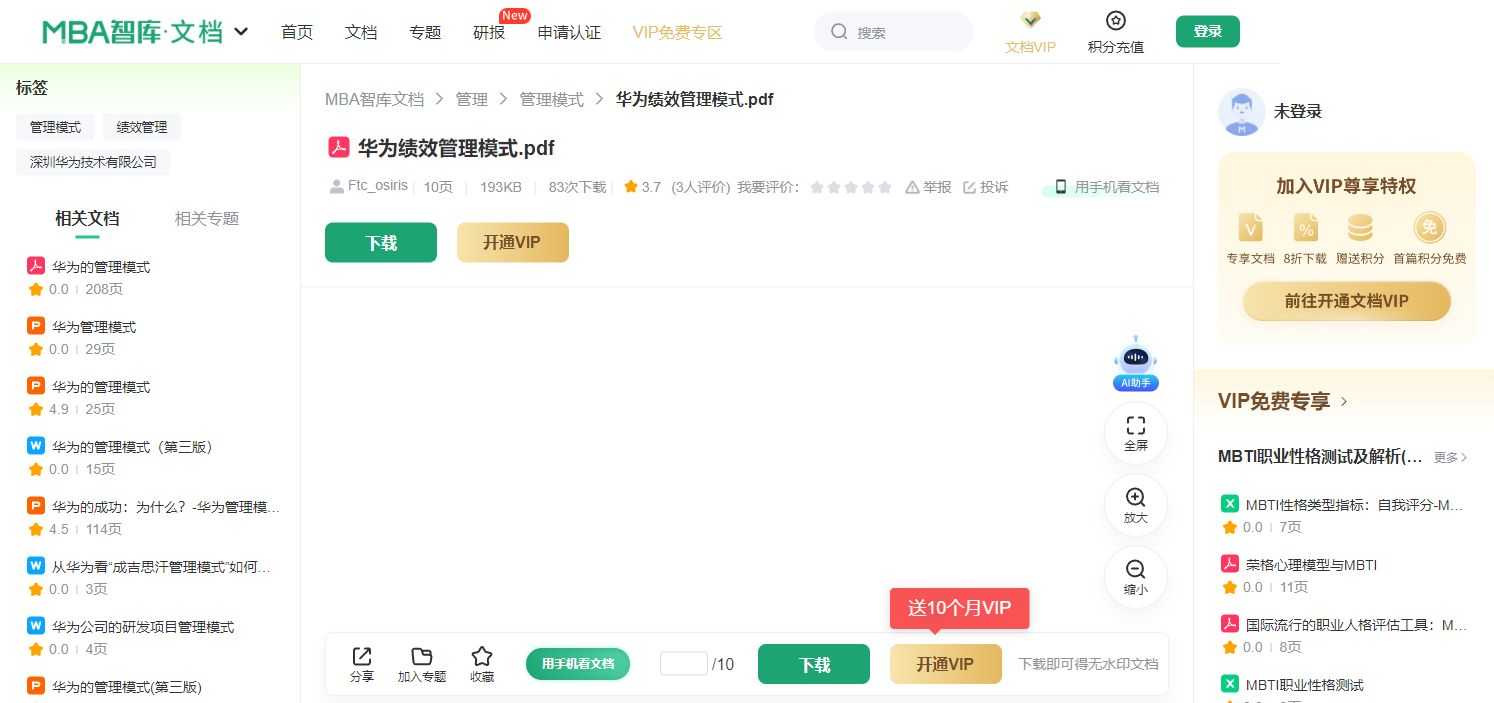 MBA智库·文档
首页 文档 专题 研报 New 申请认证 VIP免费专区
搜索
文档VIP 积分充值 登录
标签
管理模式 绩效管理
深圳华为技术有限公司
相关文档 相关专题
华为的管理模式
0.0 208页
华为管理模式
0.0 29页
华为的管理模式
4.9 25页
华为的管理模式（第三版）
0.0 15页
华为的成功：为什么？-华为管理模...
4.5 114页
从华为看“成吉思汗管理模式”如何...
0.0 3页
华为公司的研发项目管理模式
0.0 4页
华为的管理模式(第三版)
MBA智库文档 > 管理 > 管理模式 > 华为绩效管理模式.pdf
华为绩效管理模式.pdf
Ftc_osiris 10页 193KB 83次下载 3.7 (3人评价) 我要评价： 举报 投诉 用手机看文档
下载 开通VIP
AI助手
全屏
放大
缩小
送10个月VIP
分享 加入专题 收藏 用手机看文档 /10 下载 开通VIP 下载即可得无水印文档
未登录
加入VIP尊享特权
V % 免
专享文档 8折下载 赠送积分 首篇积分免费
前往开通文档VIP
VIP免费专享 >
MBTI职业性格测试及解析(... 更多>
MBTI性格类型指标：自我评分-M...
0.0 7页
荣格心理模型与MBTI
0.0 11页
国际流行的职业人格评估工具：M...
0.0 8页
MBTI职业性格测试